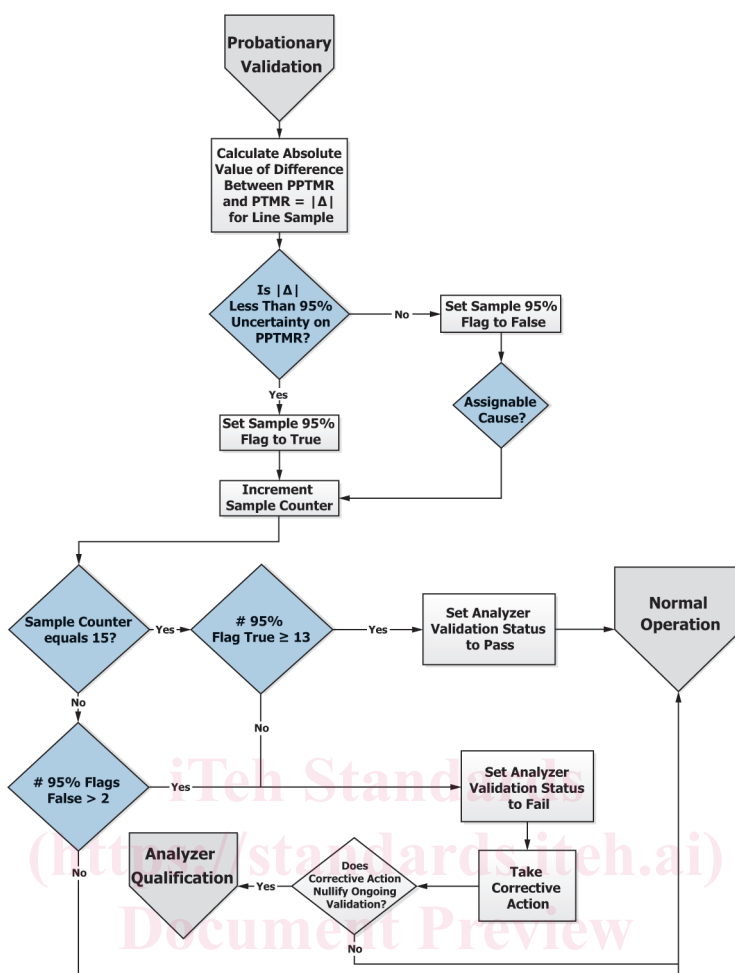 Probationary
Validation
Calculate Absolute
Value of Difference
Between PPTMR
and PTMR = |Δ|
for Line Sample
Is |Δ|
Less Than 95%
Uncertainty on
PPTMR?
No
Set Sample 95%
Flag to False
Assignable
Cause?
Yes
Set Sample 95%
Flag to True
Increment
Sample Counter
Sample Counter
equals 15?
Yes
# 95%
Flag True ≥ 13
Yes
Set Analyzer
Validation Status
to Pass
Normal
Operation
No
No
# 95% Flags
False > 2
Yes
Set Analyzer
Validation Status
to Fail
No
Analyzer
Qualification
Yes
Does
Corrective Action
Nullify Ongoing
Validation?
Take
Corrective
Action
No
iTeh Standards
(https://standards.iteh.ai)
Document Preview